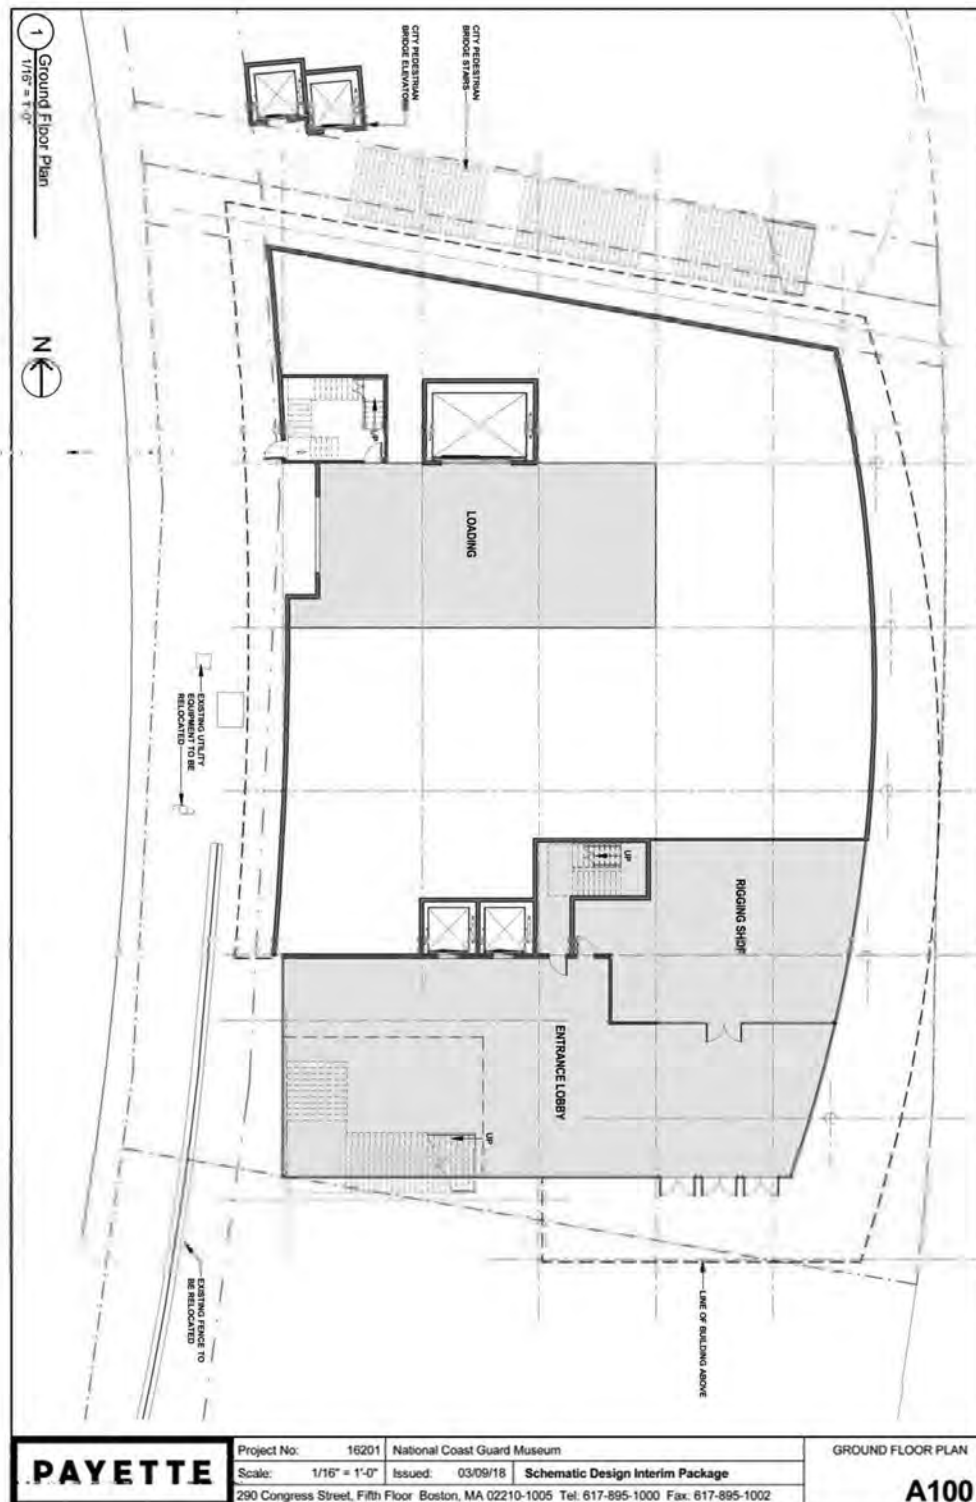 1
Ground Floor Plan
1/16" = 1'-0"
N
CITY PEDESTRIAN
BRIDGE ELEVATOR
CITY PEDESTRIAN
BRIDGE STAIRS
UP
LOADING
EXISTING UTILITY
EQUIPMENT TO BE
RELOCATED
UP
RIGGING SHOP
ENTRANCE LOBBY
UP
EXISTING FENCE TO
BE RELOCATED
LINE OF BUILDING ABOVE
PAYETTE
Project No: 16201 National Coast Guard Museum
Scale: 1/16" = 1'-0" Issued: 03/09/18 Schematic Design Interim Package
290 Congress Street, Fifth Floor Boston, MA 02210-1005 Tel: 617-895-1000 Fax: 617-895-1002
GROUND FLOOR PLAN
A100